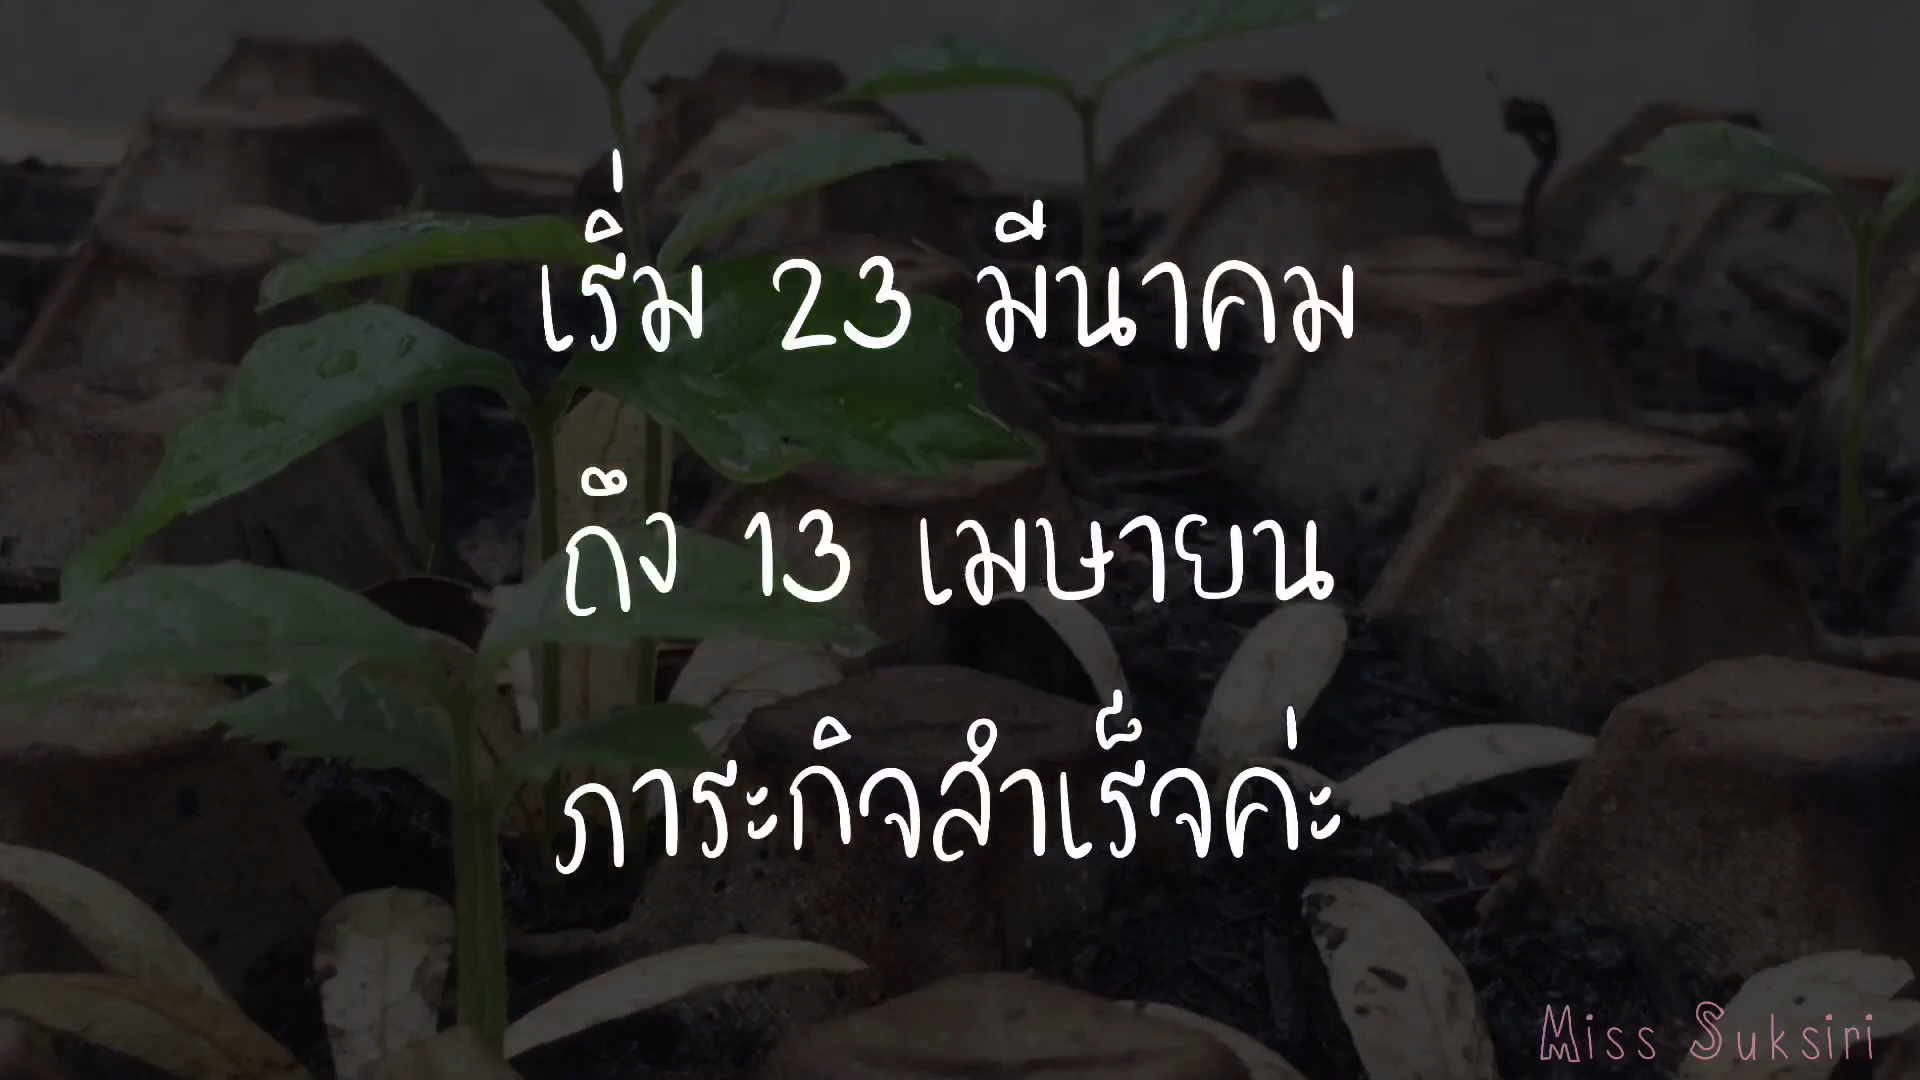 เริ่ม 23 มีนาคม
ถึง 13 เมษายน
ภาระกิจสำเร็จค่ะ
Miss Suksiri